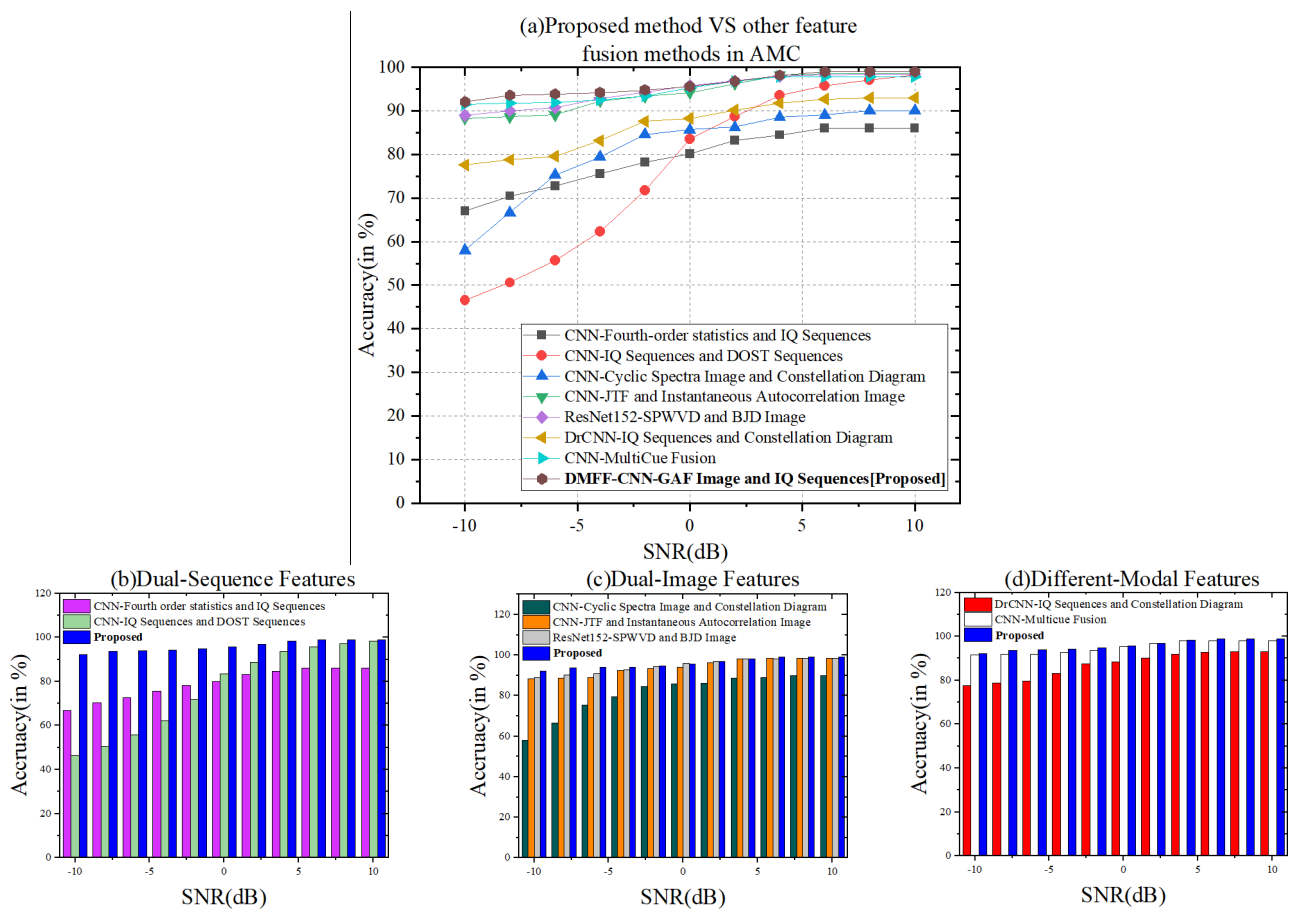 (a)Proposed method VS other feature
fusion methods in AMC
Accuracy(in %)
100
90
80
70
60
50
40
30
20
10
0
CNN-Fourth-order statistics and IQ Sequences
CNN-IQ Sequences and DOST Sequences
CNN-Cyclic Spectra Image and Constellation Diagram
CNN-JTF and Instantaneous Autocorrelation Image
ResNet152-SPWVD and BJD Image
DrCNN-IQ Sequences and Constellation Diagram
CNN-MultiCue Fusion
DMFF-CNN-GAF Image and IQ Sequences[Proposed]
-10 -5 0 5 10
SNR(dB)
(b)Dual-Sequence Features
Accruacy(in %)
120
100
80
60
40
20
0
CNN-Fourth order statistics and IQ Sequences
CNN-IQ Sequences and DOST Sequences
Proposed
-10 -5 0 5 10
SNR(dB)
(c)Dual-Image Features
Accruacy(in %)
120
100
80
60
40
20
0
CNN-Cyclic Spectra Image and Constellation Diagram
CNN-JTF and Instantaneous Autocorrelation Image
ResNet152-SPWVD and BJD Image
Proposed
-10 -5 0 5 10
SNR(dB)
(d)Different-Modal Features
Accruacy(in %)
120
100
80
60
40
20
0
DrCNN-IQ Sequences and Constellation Diagram
CNN-Multicue Fusion
Proposed
-10 -5 0 5 10
SNR(dB)